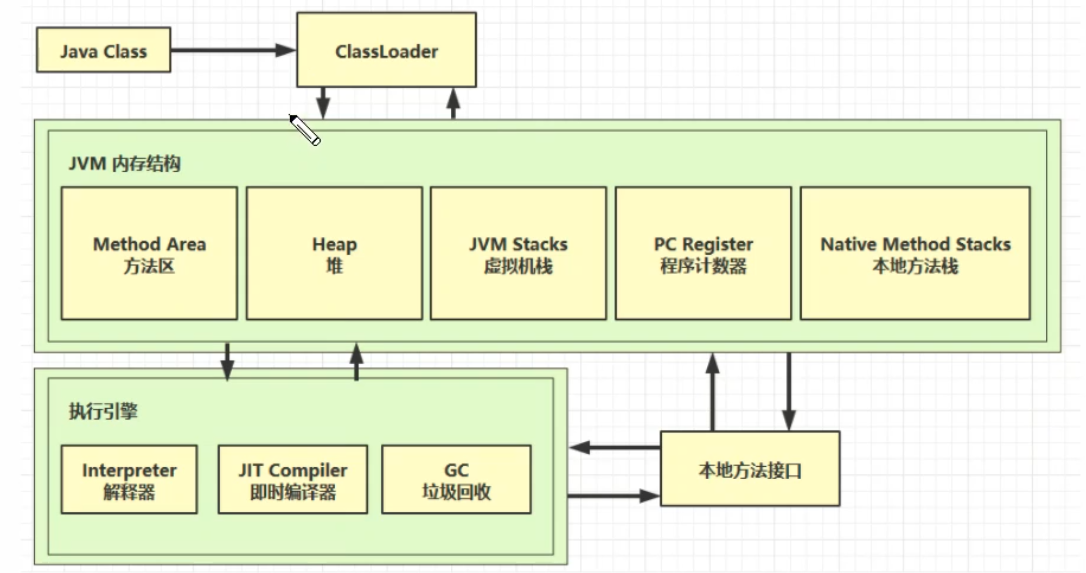 Java Class
ClassLoader
JVM 内存结构
Method Area
方法区
Heap
堆
JVM Stacks
虚拟机栈
PC Register
程序计数器
Native Method Stacks
本地方法栈
执行引擎
Interpreter
解释器
JIT Compiler
即时编译器
GC
垃圾回收
本地方法接口